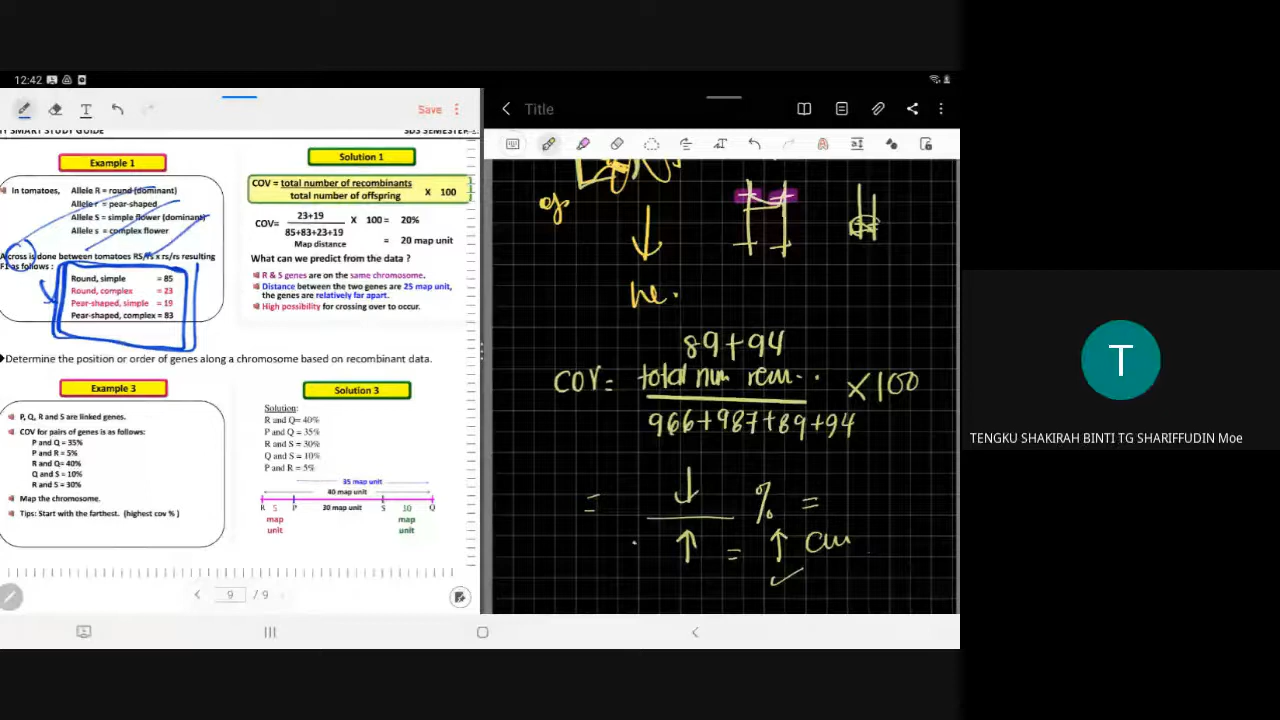 12:42
Save
Title
Y SMART STUDY GUIDE
SDS SEMESTER
Example 1
In tomatoes, Allele R = round (dominant)
Allele r = pear-shaped
Allele S = simple flower (dominant)
Allele s = complex flower
A cross is done between tomatoes RS/rs x rs/rs resulting
F1 as follows :
Round, simple = 85
Round, complex = 23
Pear-shaped, simple = 19
Pear-shaped, complex = 83
Solution 1
COV = total number of recombinants X 100
total number of offspring
COV= 23+19 X 100 = 20%
85+83+23+19
Map distance = 20 map unit
What can we predict from the data ?
R & S genes are on the same chromosome.
Distance between the two genes are 25 map unit,
the genes are relatively far apart.
High possibility for crossing over to occur.
Determine the position or order of genes along a chromosome based on recombinant data.
Example 3
P, Q, R and S are linked genes.
COV for pairs of genes is as follows:
P and Q = 35%
P and R = 5%
R and Q= 40%
Q and S = 10%
R and S = 30%
Map the chromosome.
Tips: Start with the farthest. (highest cov % )
Solution 3
Solution:
R and Q= 40%
P and Q = 35%
R and S = 30%
Q and S = 10%
P and R = 5%
35 map unit
40 map unit
R 5 P 30 map unit S 10 Q
map map
unit unit
9 / 9
89+94
COV= total num rem.. X100
966+987+89+94
= ↓ % =
↑ = ↑ cm
T
TENGKU SHAKIRAH BINTI TG SHARIFFUDIN Moe